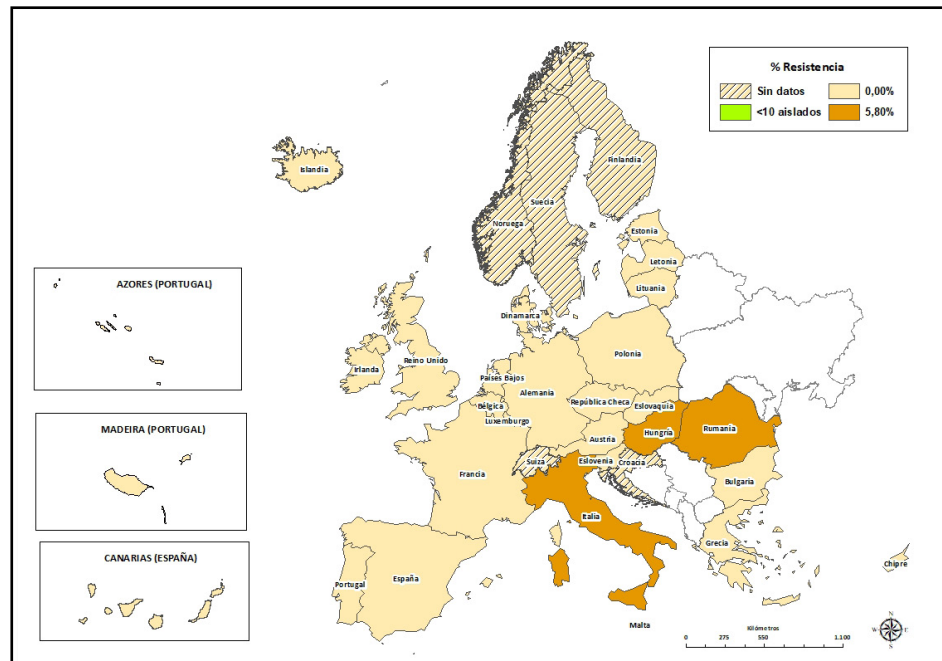 % Resistencia
Sin datos
0,00%
<10 aislados
5,80%
Islandia
Finlandia
Suecia
Noruega
Estonia
Letonia
Lituania
AZORES (PORTUGAL)
Dinamarca
Irlanda
Reino Unido
Polonia
Países Bajos
Alemania
Bélgica
República Checa
Eslovaquia
Luxemburgo
MADEIRA (PORTUGAL)
Austria
Hungría
Rumanía
Suiza
Eslovenia
Croacia
Francia
Bulgaria
Italia
Grecia
CANARIAS (ESPAÑA)
Chipre
Portugal
España
Malta
Kilómetros
0 275 550 1.100
N
W E
S